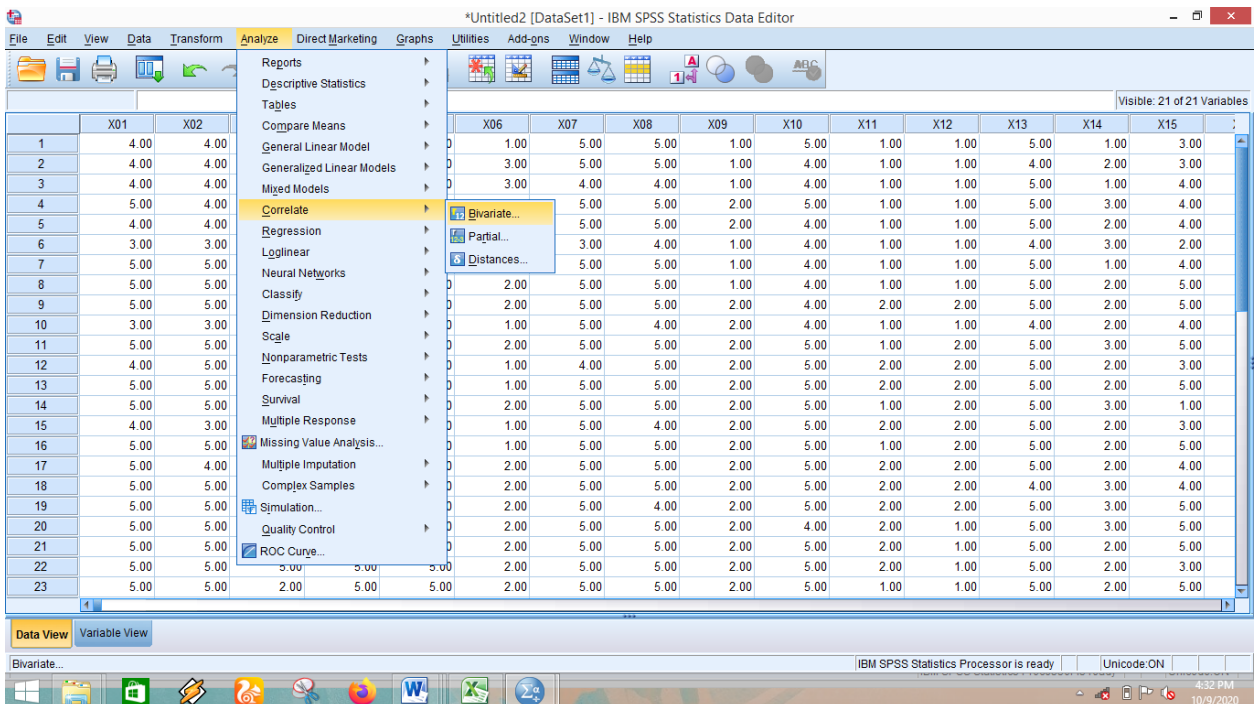 *Untitled2 [DataSet1] - IBM SPSS Statistics Data Editor
File Edit View Data Transform Analyze Direct Marketing Graphs Utilities Add-ons Window Help
Visible: 21 of 21 Variables
Reports
Descriptive Statistics
Tables
Compare Means
General Linear Model
Generalized Linear Models
Mixed Models
Correlate
Regression
Loglinear
Neural Networks
Classify
Dimension Reduction
Scale
Nonparametric Tests
Forecasting
Survival
Multiple Response
Missing Value Analysis...
Multiple Imputation
Complex Samples
Simulation...
Quality Control
ROC Curve...
Bivariate...
Partial...
Distances...
X01 X02 X06 X07 X08 X09 X10 X11 X12 X13 X14 X15
1 4.00 4.00 1.00 5.00 5.00 1.00 5.00 1.00 1.00 5.00 1.00 3.00
2 4.00 4.00 3.00 5.00 5.00 1.00 4.00 1.00 1.00 4.00 2.00 3.00
3 4.00 4.00 3.00 4.00 4.00 1.00 4.00 1.00 1.00 5.00 1.00 4.00
4 5.00 4.00 5.00 5.00 2.00 5.00 1.00 1.00 5.00 3.00 4.00
5 4.00 4.00 5.00 5.00 2.00 4.00 1.00 1.00 5.00 2.00 4.00
6 3.00 3.00 3.00 4.00 1.00 4.00 1.00 1.00 4.00 3.00 2.00
7 5.00 5.00 5.00 5.00 1.00 4.00 1.00 1.00 5.00 1.00 4.00
8 5.00 5.00 2.00 5.00 5.00 1.00 4.00 1.00 1.00 5.00 2.00 5.00
9 5.00 5.00 2.00 5.00 5.00 2.00 4.00 2.00 2.00 5.00 2.00 5.00
10 3.00 3.00 1.00 5.00 4.00 2.00 4.00 1.00 1.00 4.00 2.00 4.00
11 5.00 5.00 2.00 5.00 5.00 2.00 5.00 1.00 2.00 5.00 3.00 5.00
12 4.00 5.00 1.00 4.00 5.00 2.00 5.00 2.00 2.00 5.00 2.00 3.00
13 5.00 5.00 1.00 5.00 5.00 2.00 5.00 2.00 2.00 5.00 2.00 5.00
14 5.00 5.00 2.00 5.00 5.00 2.00 5.00 1.00 2.00 5.00 3.00 1.00
15 4.00 3.00 1.00 5.00 4.00 2.00 5.00 2.00 2.00 5.00 2.00 3.00
16 5.00 5.00 1.00 5.00 5.00 2.00 5.00 1.00 2.00 5.00 2.00 5.00
17 5.00 4.00 2.00 5.00 5.00 2.00 5.00 2.00 2.00 5.00 2.00 4.00
18 5.00 5.00 2.00 5.00 5.00 2.00 5.00 2.00 2.00 4.00 3.00 4.00
19 5.00 5.00 2.00 5.00 4.00 2.00 5.00 2.00 2.00 5.00 3.00 5.00
20 5.00 5.00 2.00 5.00 5.00 2.00 4.00 2.00 1.00 5.00 3.00 5.00
21 5.00 5.00 2.00 5.00 5.00 2.00 5.00 2.00 1.00 5.00 2.00 5.00
22 5.00 5.00 5.00 5.00 5.00 2.00 5.00 5.00 2.00 5.00 1.00 1.00 5.00 2.00 3.00
23 5.00 5.00 2.00 5.00 5.00 2.00 5.00 5.00 2.00 5.00 1.00 1.00 5.00 2.00 5.00
Data View Variable View
Bivariate... IBM SPSS Statistics Processor is ready Unicode:ON
4:32 PM
10/9/2020